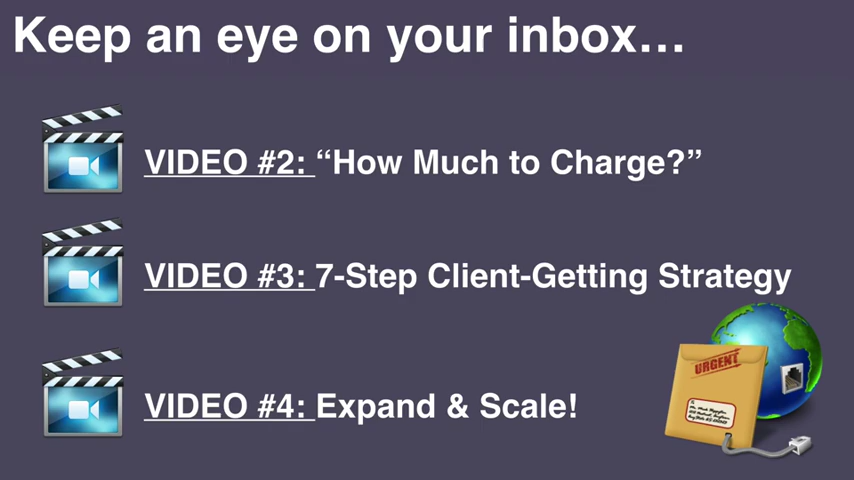 Keep an eye on your inbox…
VIDEO #2: “How Much to Charge?”
VIDEO #3: 7-Step Client-Getting Strategy
URGENT
VIDEO #4: Expand & Scale!